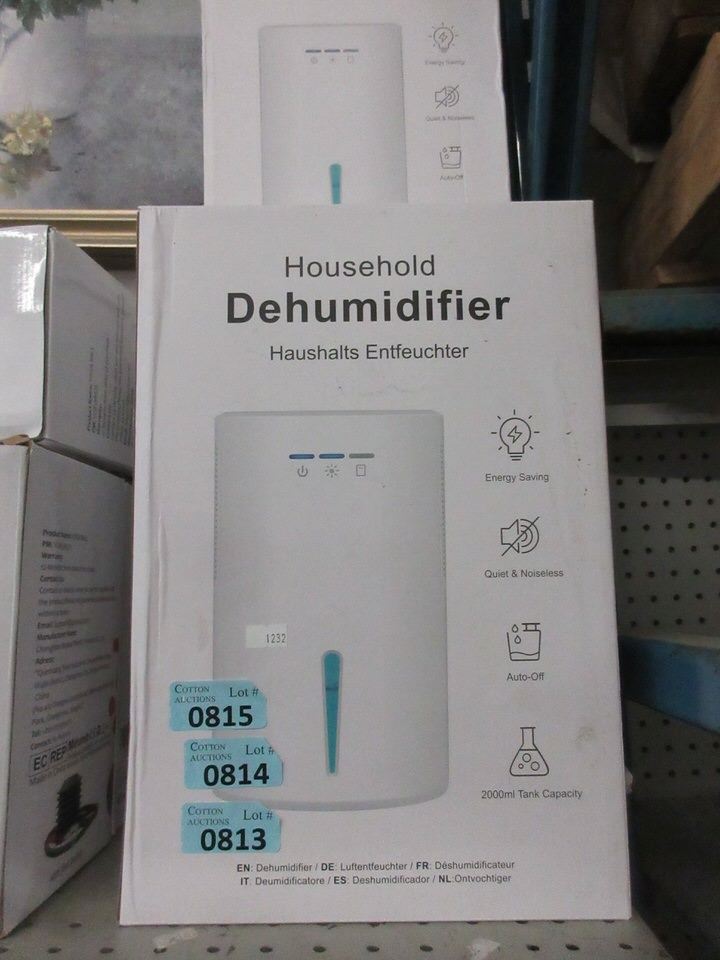 Energy Saving
Quiet & Noiseless
Auto-Off
Household
Dehumidifier
Haushalts Entfeuchter
Energy Saving
Quiet & Noiseless
Auto-Off
2000ml Tank Capacity
1232
COTTON AUCTIONS Lot #
0815
COTTON AUCTIONS Lot #
0814
COTTON AUCTIONS Lot #
0813
EN: Dehumidifier / DE: Luftentfeuchter / FR: Déshumidificateur
IT: Deumidificatore / ES: Deshumidificador / NL:Ontvochtiger
EC REP